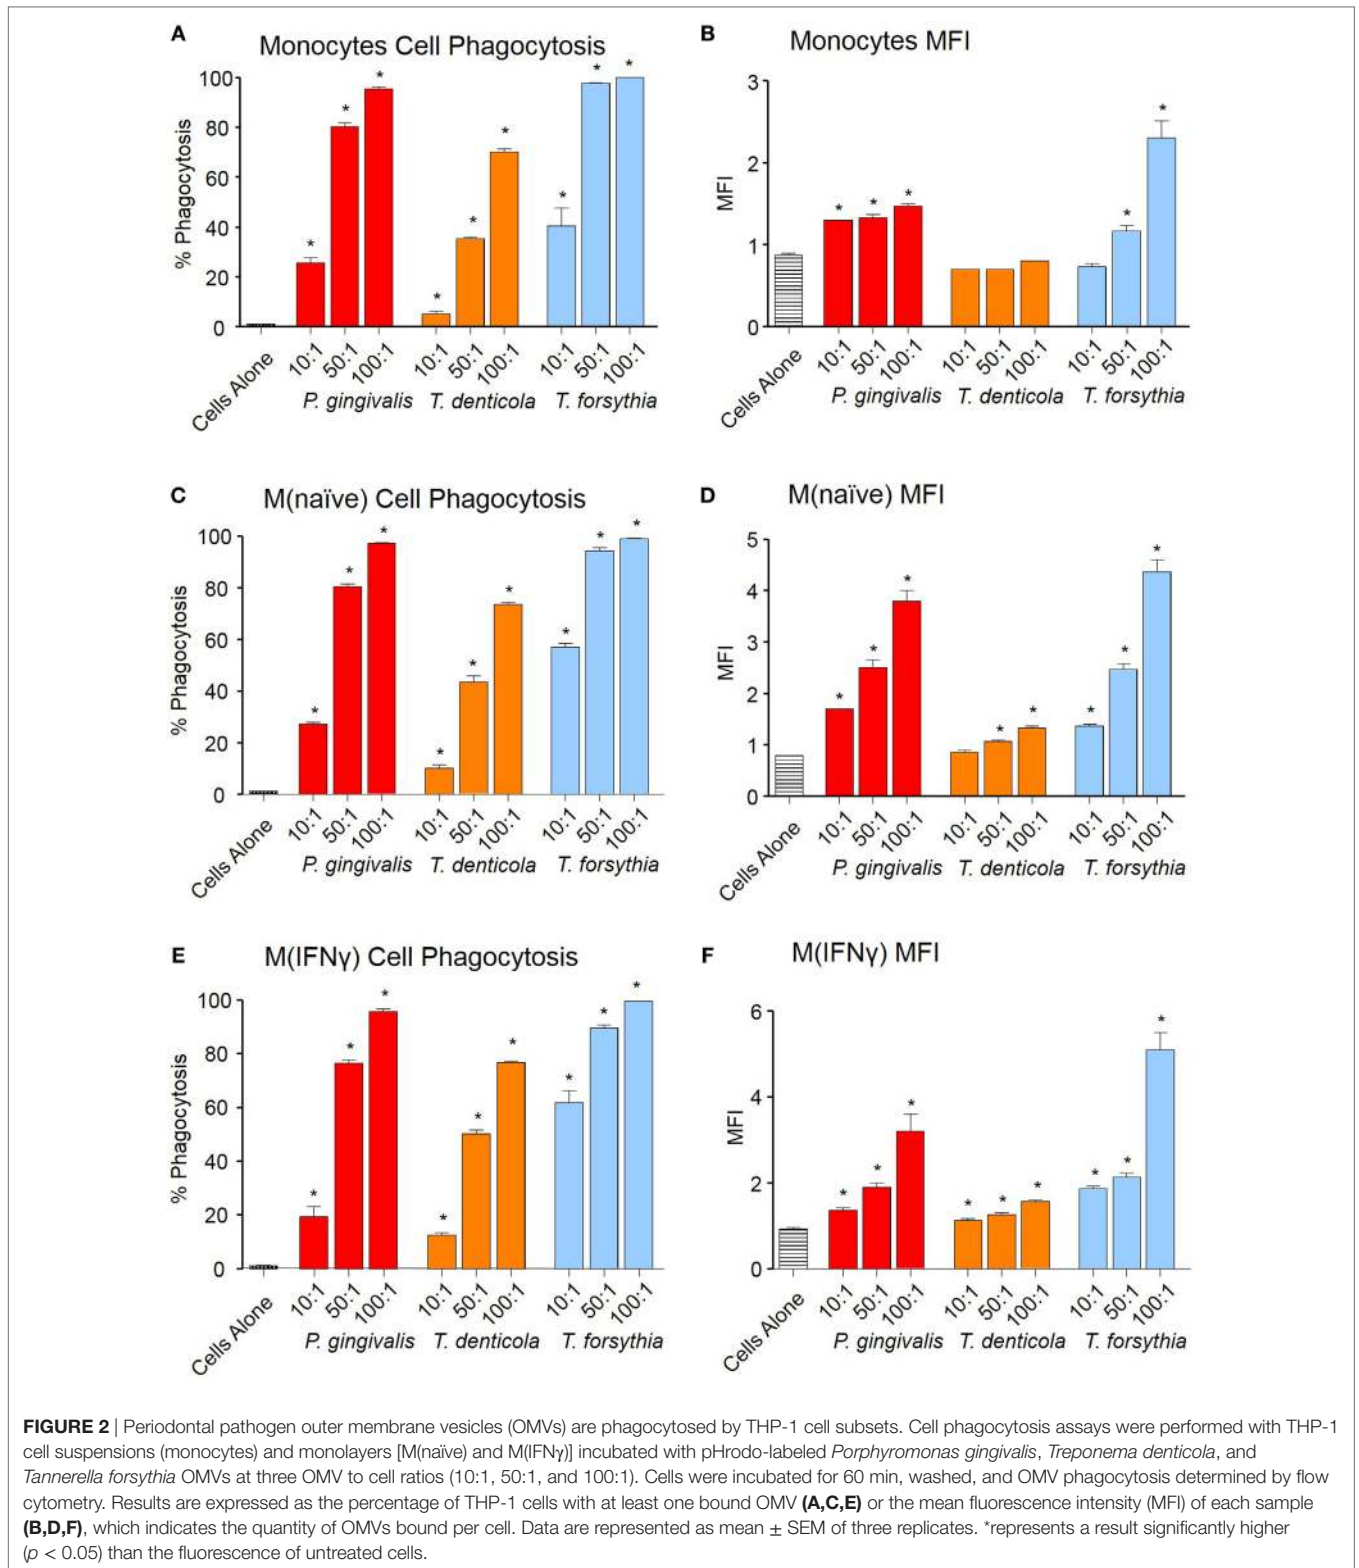 A
Monocytes Cell Phagocytosis
% Phagocytosis
100
80
60
40
20
0
* * * * * * * * *
Cells Alone
10:1 50:1 100:1 10:1 50:1 100:1 10:1 50:1 100:1
P. gingivalis T. denticola T. forsythia
B
Monocytes MFI
MFI
3
2
1
0
* * * * *
Cells Alone
10:1 50:1 100:1 10:1 50:1 100:1 10:1 50:1 100:1
P. gingivalis T. denticola T. forsythia
C
M(naïve) Cell Phagocytosis
% Phagocytosis
100
80
60
40
20
0
* * * * * * * * *
Cells Alone
10:1 50:1 100:1 10:1 50:1 100:1 10:1 50:1 100:1
P. gingivalis T. denticola T. forsythia
D
M(naïve) MFI
MFI
5
4
3
2
1
0
* * * * * * * *
Cells Alone
10:1 50:1 100:1 10:1 50:1 100:1 10:1 50:1 100:1
P. gingivalis T. denticola T. forsythia
E
M(IFNγ) Cell Phagocytosis
% Phagocytosis
100
80
60
40
20
0
* * * * * * * * *
Cells Alone
10:1 50:1 100:1 10:1 50:1 100:1 10:1 50:1 100:1
P. gingivalis T. denticola T. forsythia
F
M(IFNγ) MFI
MFI
6
4
2
0
* * * * * * * * *
Cells Alone
10:1 50:1 100:1 10:1 50:1 100:1 10:1 50:1 100:1
P. gingivalis T. denticola T. forsythia
FIGURE 2 | Periodontal pathogen outer membrane vesicles (OMVs) are phagocytosed by THP-1 cell subsets. Cell phagocytosis assays were performed with THP-1
cell suspensions (monocytes) and monolayers [M(naïve) and M(IFNγ)] incubated with pHrodo-labeled Porphyromonas gingivalis, Treponema denticola, and
Tannerella forsythia OMVs at three OMV to cell ratios (10:1, 50:1, and 100:1). Cells were incubated for 60 min, washed, and OMV phagocytosis determined by flow
cytometry. Results are expressed as the percentage of THP-1 cells with at least one bound OMV (A,C,E) or the mean fluorescence intensity (MFI) of each sample
(B,D,F), which indicates the quantity of OMVs bound per cell. Data are represented as mean ± SEM of three replicates. *represents a result significantly higher
(p < 0.05) than the fluorescence of untreated cells.